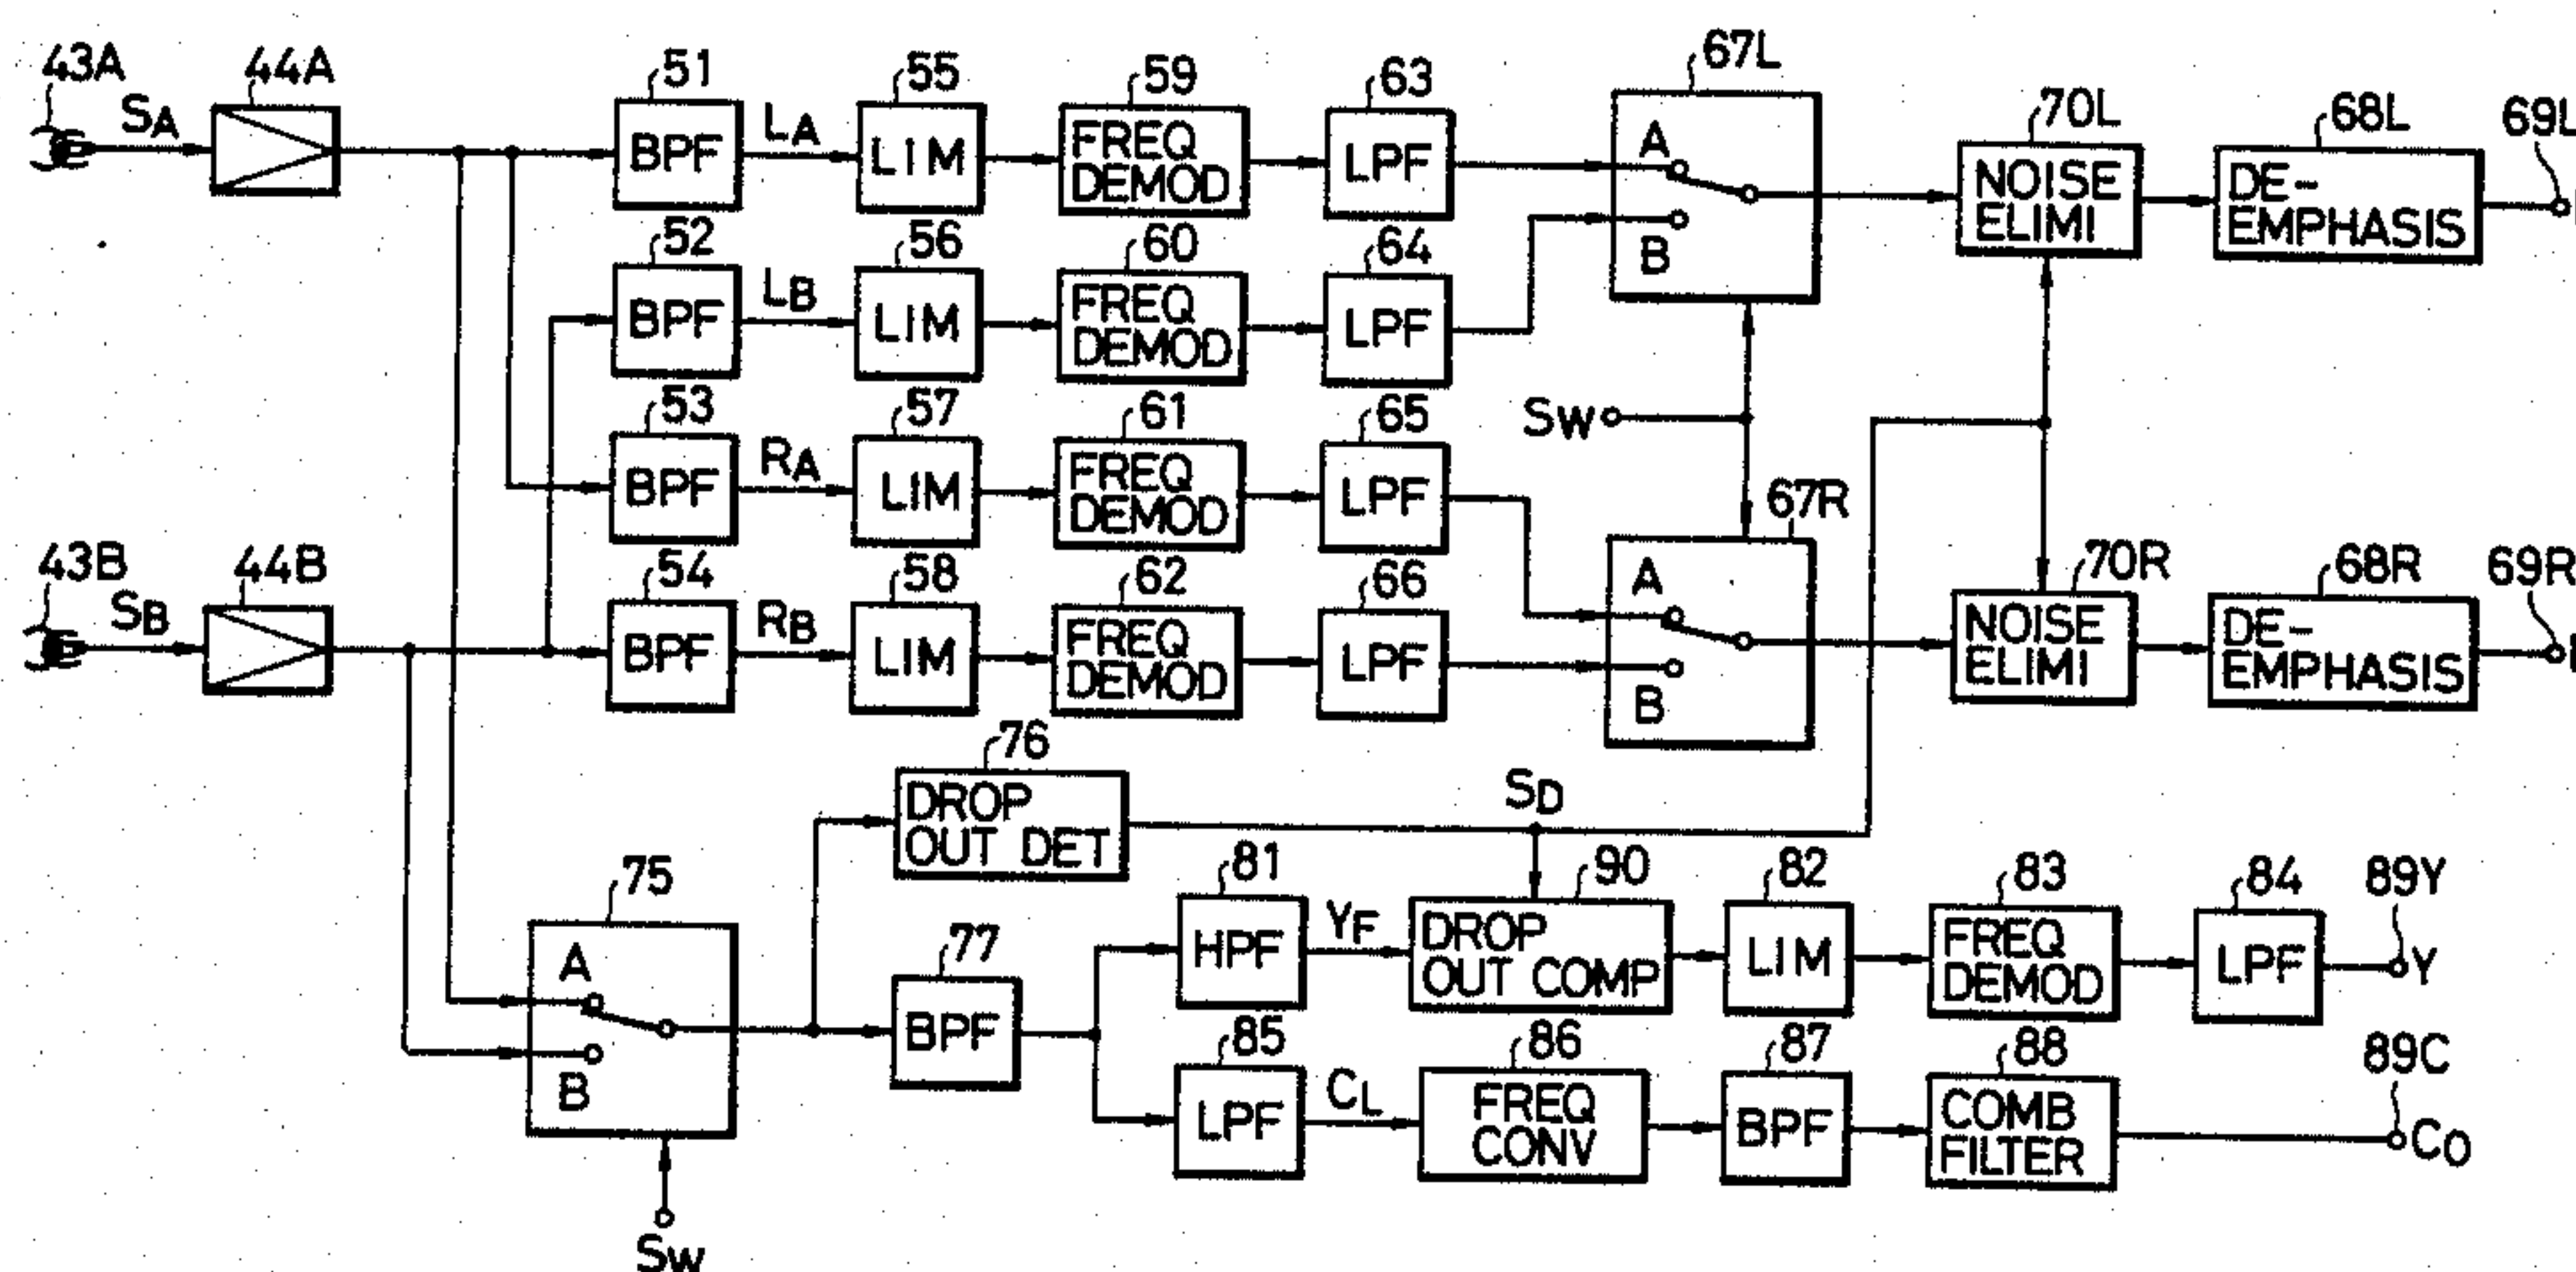 43A
SA
44A
51
BPF
LA
55
LIM
59
FREQ
DEMOD
63
LPF
67L
A
B
70L
NOISE
ELIMI
68L
DE-
EMPHASIS
69L
52
BPF
LB
56
LIM
60
FREQ
DEMOD
64
LPF
53
BPF
RA
57
LIM
61
FREQ
DEMOD
65
LPF
SW
67R
A
B
43B
SB
44B
54
BPF
RB
58
LIM
62
FREQ
DEMOD
66
LPF
70R
NOISE
ELIMI
68R
DE-
EMPHASIS
69R
76
DROP
OUT DET
SD
75
A
B
SW
77
BPF
81
HPF
YF
90
DROP
OUT COMP
82
LIM
83
FREQ
DEMOD
84
LPF
89Y
Y
85
LPF
CL
86
FREQ
CONV
87
BPF
88
COMB
FILTER
89C
CO